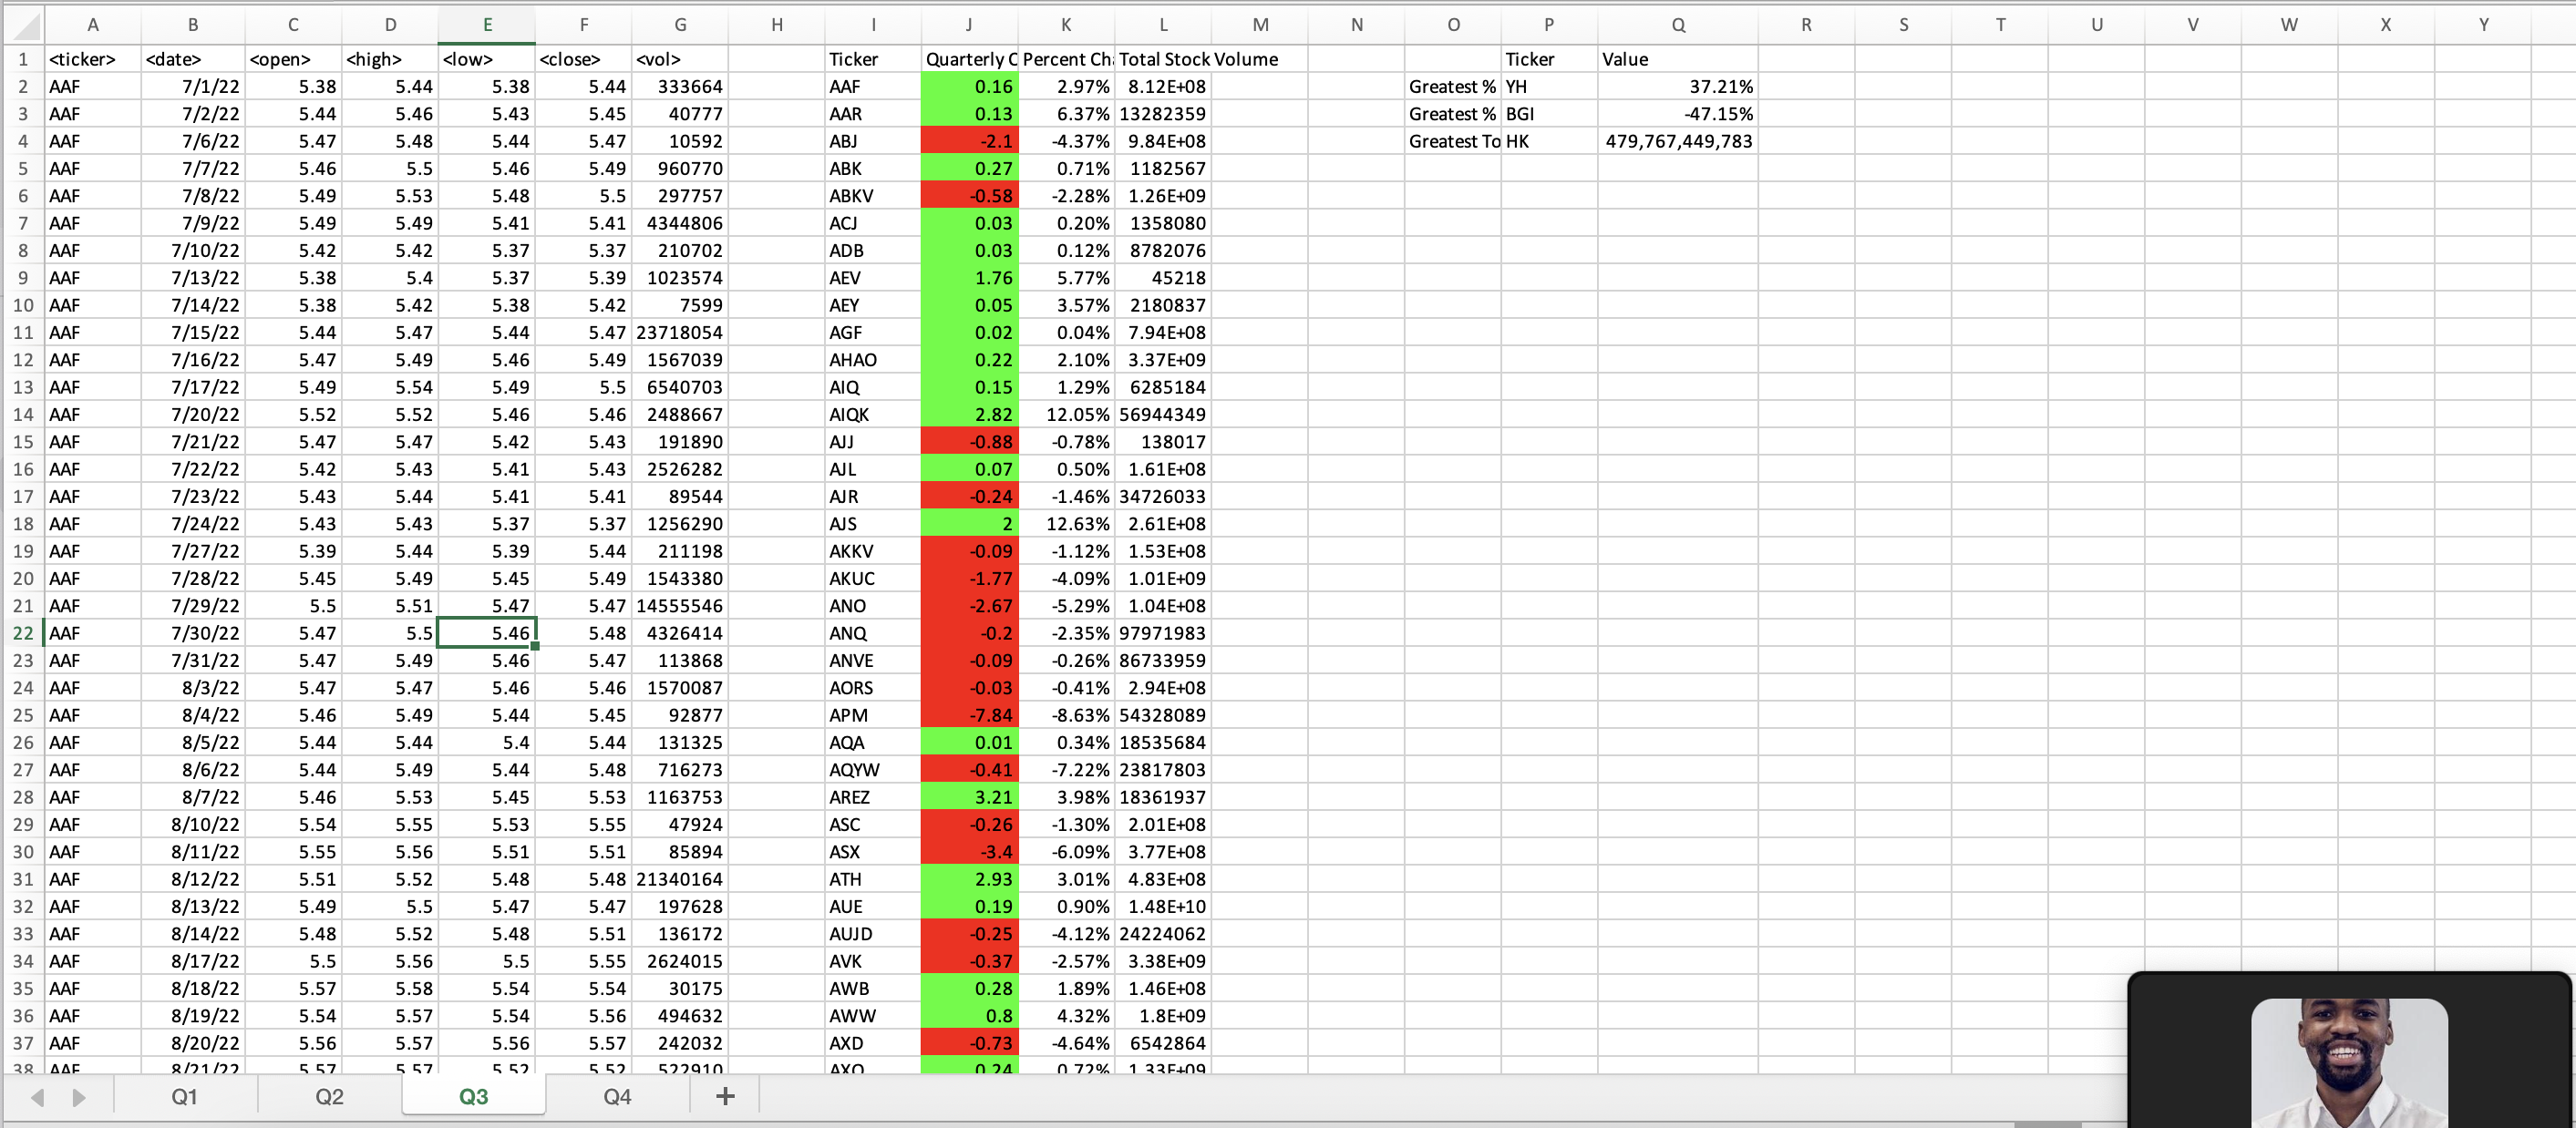 A B C D E F G H I J K L M N O P Q R S T U V W X Y
1 <ticker> <date> <open> <high> <low> <close> <vol> Ticker Quarterly C Percent Ch Total Stock Volume Ticker Value
2 AAF 7/1/22 5.38 5.44 5.38 5.44 333664 AAF 0.16 2.97% 8.12E+08 Greatest % YH 37.21%
3 AAF 7/2/22 5.44 5.46 5.43 5.45 40777 AAR 0.13 6.37% 13282359 Greatest % BGI -47.15%
4 AAF 7/6/22 5.47 5.48 5.44 5.47 10592 ABJ -2.1 -4.37% 9.84E+08 Greatest To HK 479,767,449,783
5 AAF 7/7/22 5.46 5.5 5.46 5.49 960770 ABK 0.27 0.71% 1182567
6 AAF 7/8/22 5.49 5.53 5.48 5.5 297757 ABKV -0.58 -2.28% 1.26E+09
7 AAF 7/9/22 5.49 5.49 5.41 5.41 4344806 ACJ 0.03 0.20% 1358080
8 AAF 7/10/22 5.42 5.42 5.37 5.37 210702 ADB 0.03 0.12% 8782076
9 AAF 7/13/22 5.38 5.4 5.37 5.39 1023574 AEV 1.76 5.77% 45218
10 AAF 7/14/22 5.38 5.42 5.38 5.42 7599 AEY 0.05 3.57% 2180837
11 AAF 7/15/22 5.44 5.47 5.44 5.47 23718054 AGF 0.02 0.04% 7.94E+08
12 AAF 7/16/22 5.47 5.49 5.46 5.49 1567039 AHAO 0.22 2.10% 3.37E+09
13 AAF 7/17/22 5.49 5.54 5.49 5.5 6540703 AIQ 0.15 1.29% 6285184
14 AAF 7/20/22 5.52 5.52 5.46 5.46 2488667 AIQK 2.82 12.05% 56944349
15 AAF 7/21/22 5.47 5.47 5.42 5.43 191890 AJJ -0.88 -0.78% 138017
16 AAF 7/22/22 5.42 5.43 5.41 5.43 2526282 AJL 0.07 0.50% 1.61E+08
17 AAF 7/23/22 5.43 5.44 5.41 5.41 89544 AJR -0.24 -1.46% 34726033
18 AAF 7/24/22 5.43 5.43 5.37 5.37 1256290 AJS 2 12.63% 2.61E+08
19 AAF 7/27/22 5.39 5.44 5.39 5.44 211198 AKKV -0.09 -1.12% 1.53E+08
20 AAF 7/28/22 5.45 5.49 5.45 5.49 1543380 AKUC -1.77 -4.09% 1.01E+09
21 AAF 7/29/22 5.5 5.51 5.47 5.47 14555546 ANO -2.67 -5.29% 1.04E+08
22 AAF 7/30/22 5.47 5.5 5.46 5.48 4326414 ANQ -0.2 -2.35% 97971983
23 AAF 7/31/22 5.47 5.49 5.46 5.47 113868 ANVE -0.09 -0.26% 86733959
24 AAF 8/3/22 5.47 5.47 5.46 5.46 1570087 AORS -0.03 -0.41% 2.94E+08
25 AAF 8/4/22 5.46 5.49 5.44 5.45 92877 APM -7.84 -8.63% 54328089
26 AAF 8/5/22 5.44 5.44 5.4 5.44 131325 AQA 0.01 0.34% 18535684
27 AAF 8/6/22 5.44 5.49 5.44 5.48 716273 AQYW -0.41 -7.22% 23817803
28 AAF 8/7/22 5.46 5.53 5.45 5.53 1163753 AREZ 3.21 3.98% 18361937
29 AAF 8/10/22 5.54 5.55 5.53 5.55 47924 ASC -0.26 -1.30% 2.01E+08
30 AAF 8/11/22 5.55 5.56 5.51 5.51 85894 ASX -3.4 -6.09% 3.77E+08
31 AAF 8/12/22 5.51 5.52 5.48 5.48 21340164 ATH 2.93 3.01% 4.83E+08
32 AAF 8/13/22 5.49 5.5 5.47 5.47 197628 AUE 0.19 0.90% 1.48E+10
33 AAF 8/14/22 5.48 5.52 5.48 5.51 136172 AUJD -0.25 -4.12% 24224062
34 AAF 8/17/22 5.5 5.56 5.5 5.55 2624015 AVK -0.37 -2.57% 3.38E+09
35 AAF 8/18/22 5.57 5.58 5.54 5.54 30175 AWB 0.28 1.89% 1.46E+08
36 AAF 8/19/22 5.54 5.57 5.54 5.56 494632 AWW 0.8 4.32% 1.8E+09
37 AAF 8/20/22 5.56 5.57 5.56 5.57 242032 AXD -0.73 -4.64% 6542864
38 AAF 8/21/22 5.57 5.57 5.52 5.52 522910 0.24 0.72% 1.33E+09
Q1 Q2 Q3 Q4 +